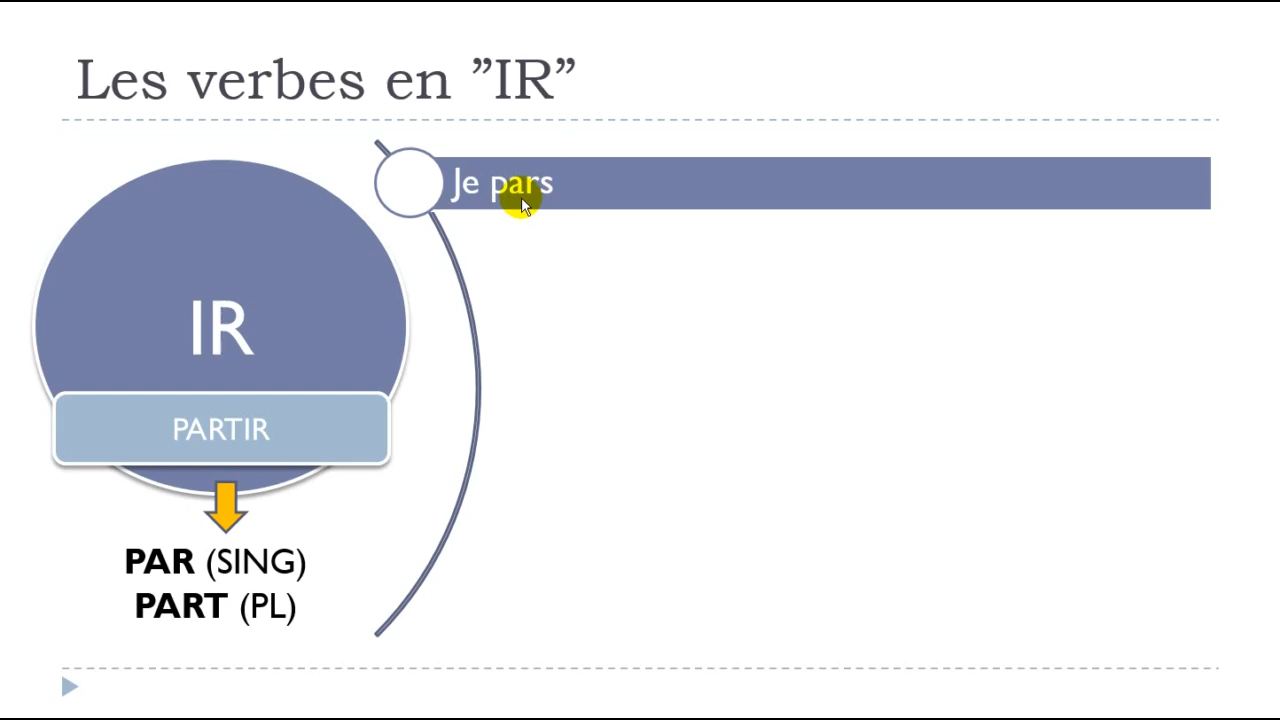 Les verbes en ”IR”
Je pars
IR
PARTIR
PAR (SING)
PART (PL)